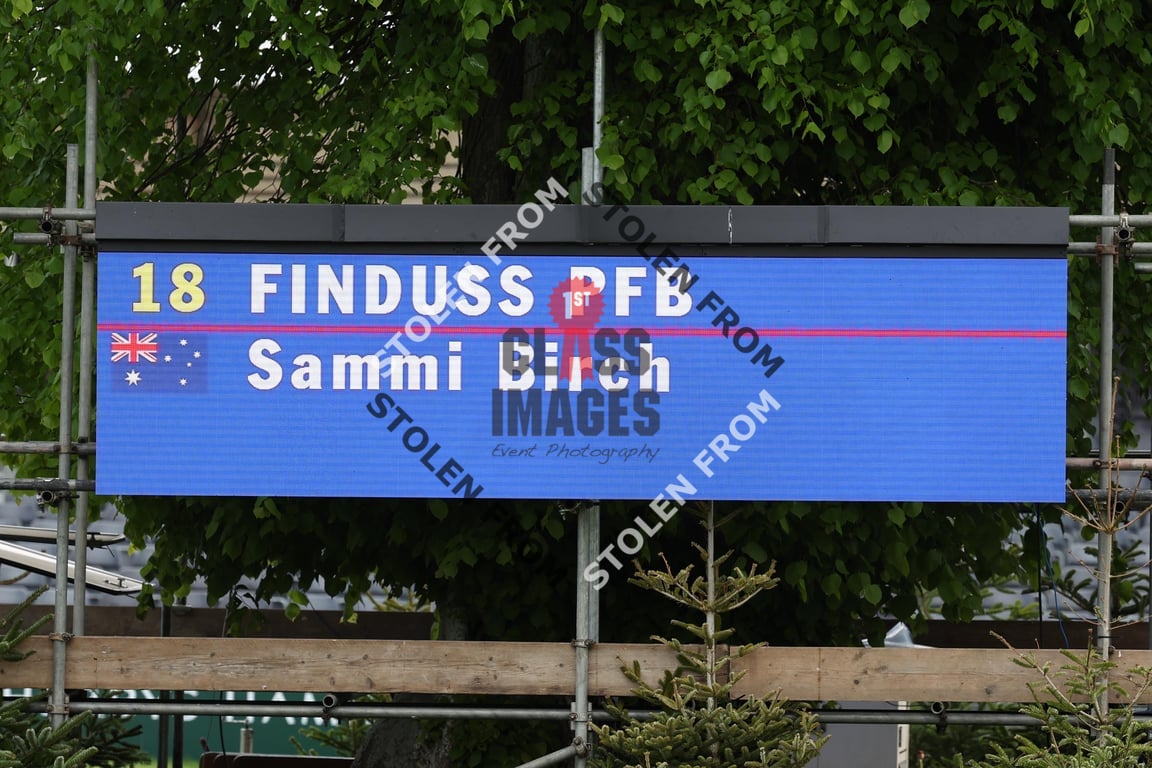 18 FINDUSS PFB
Sammi Birch
1ST
CLASS
IMAGES
Event Photography
STOLEN FROM
STOLEN FROM
STOLEN FROM
STOLEN FROM